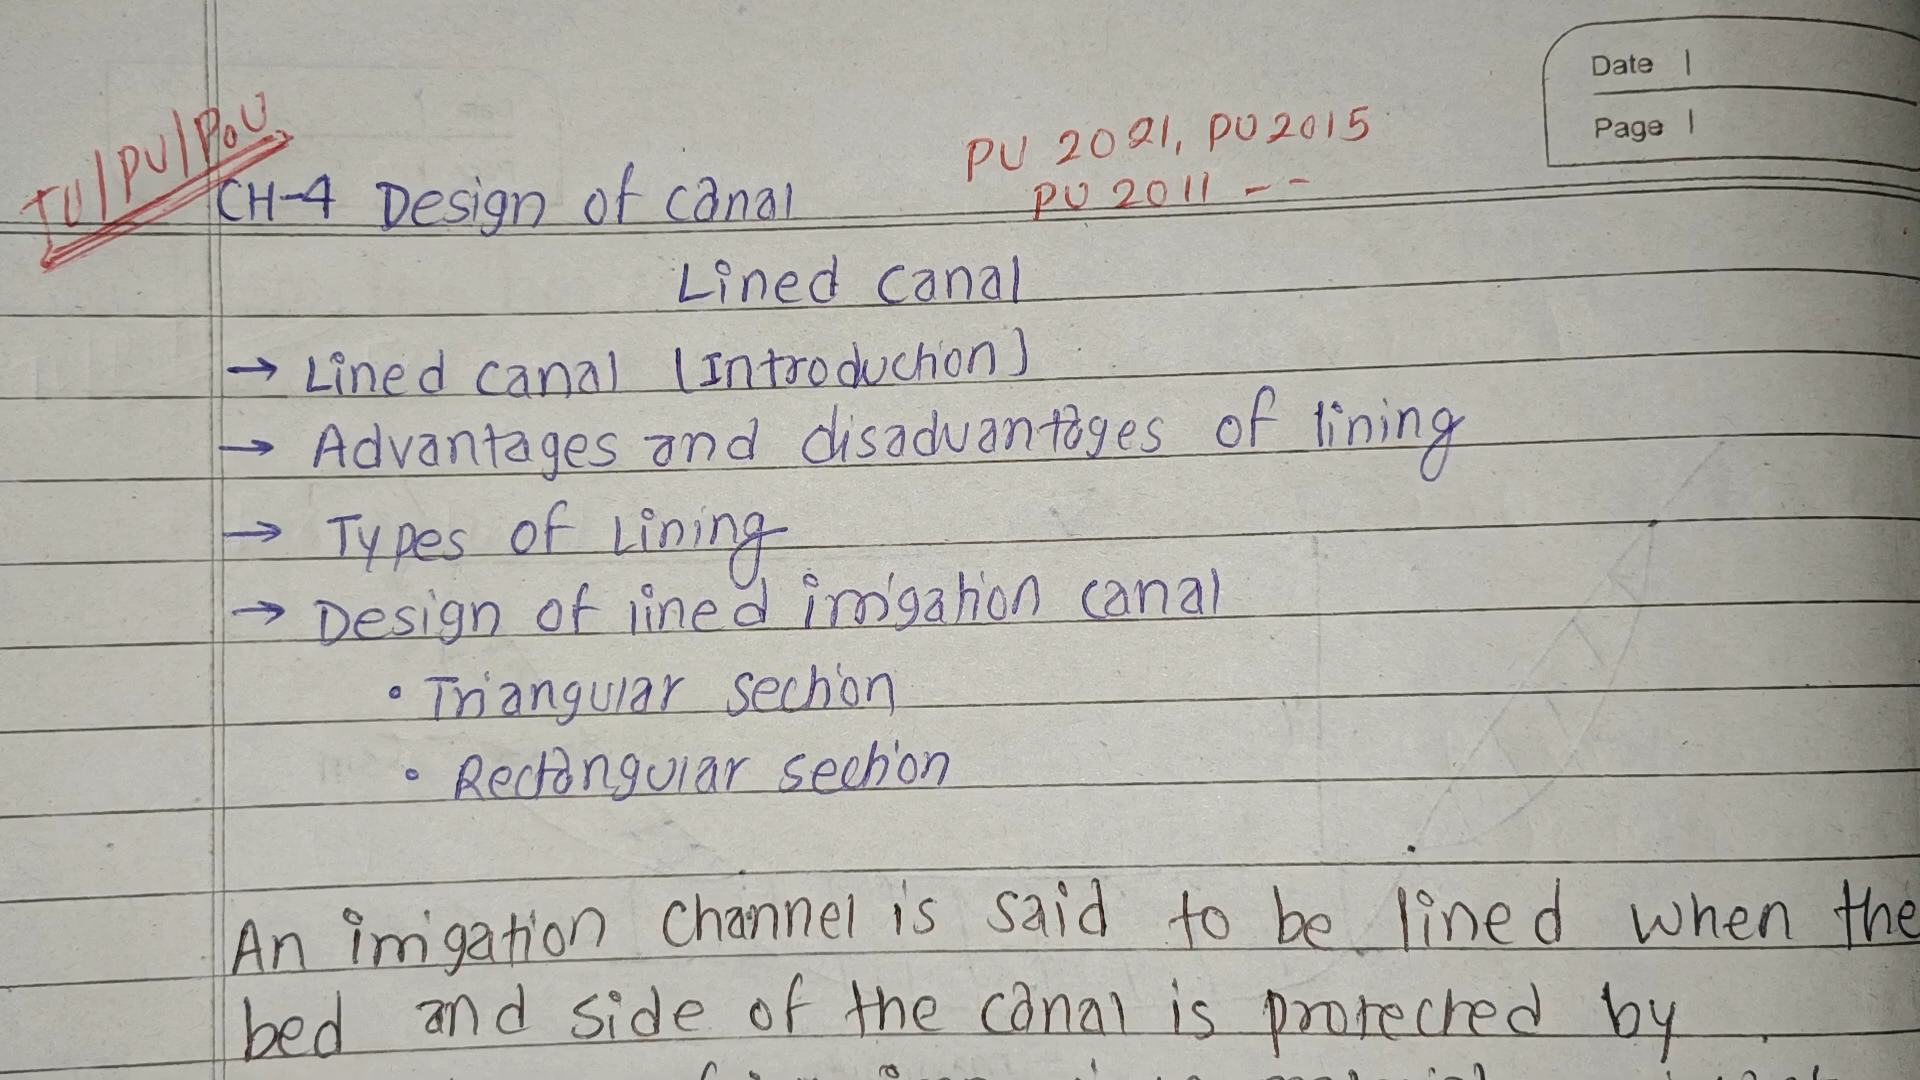 Date
Page
TU/PU/PoU
PU 2021, PU 2015
PU 2011 --
CH-4 Design of canal
Lined canal
→ Lined canal (Introduction)
→ Advantages and disadvantages of lining
→ Types of Lining
→ Design of lined irrigation canal
• Triangular section
• Rectangular section
An irrigation channel is said to be lined when the
bed and side of the canal is protected by